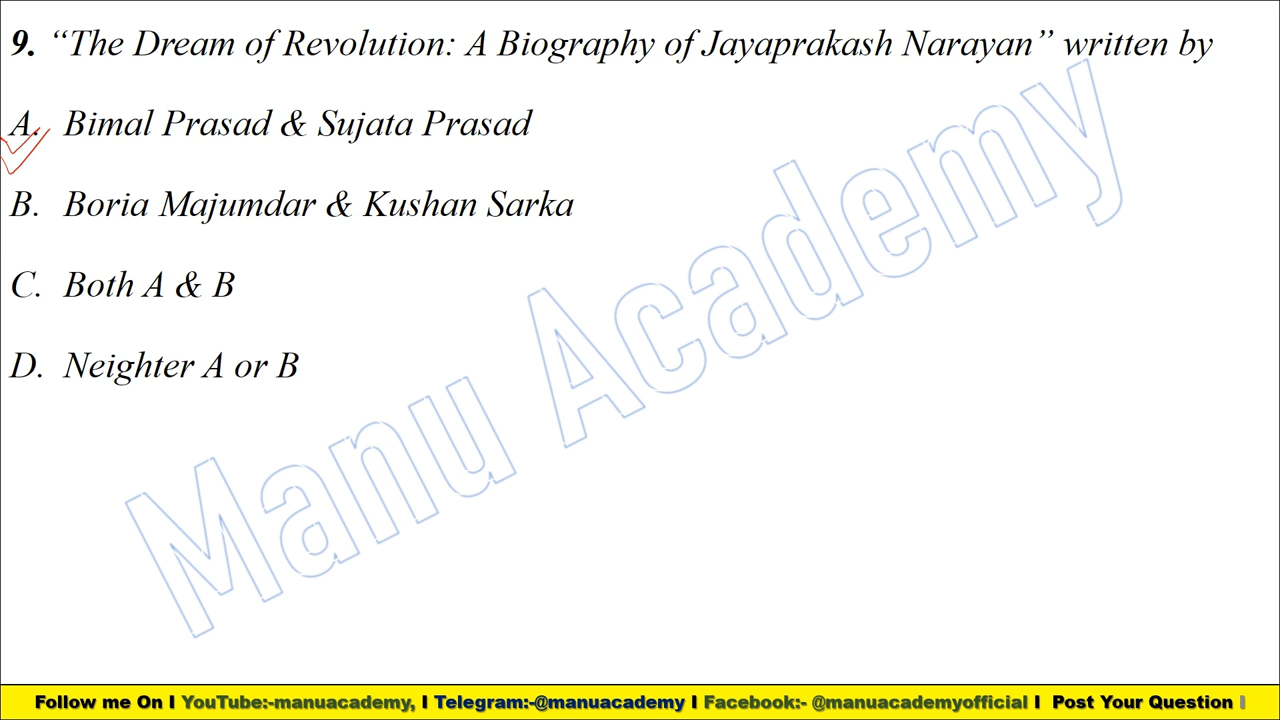 9. “The Dream of Revolution: A Biography of Jayaprakash Narayan” written by
A. Bimal Prasad & Sujata Prasad
B. Boria Majumdar & Kushan Sarka
C. Both A & B
D. Neighter A or B
Manu Academy
Follow me On I YouTube:-manuacademy, I Telegram:-@manuacademy I Facebook:- @manuacademyofficial I Post Your Question |